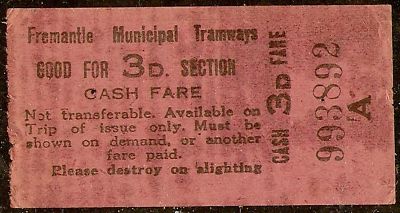 Fremantle Municipal Tramways
GOOD FOR 3D. SECTION
CASH FARE
Not transferable. Available on
Trip of issue only. Must be
shown on demand, or another
fare paid.
Please destroy on alighting
CASH 3D FARE
993892
A